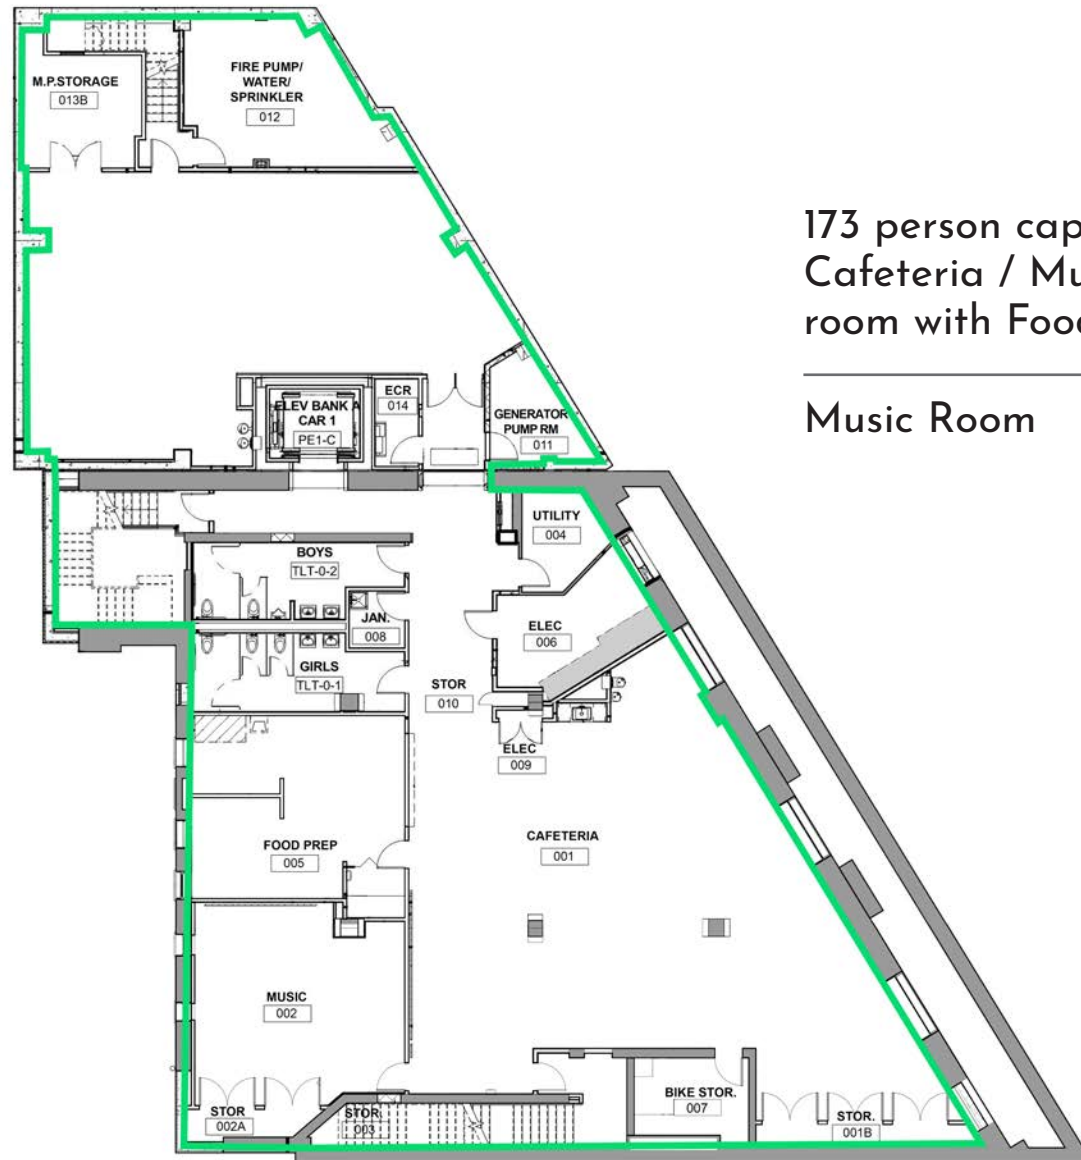 M.P.STORAGE
013B
FIRE PUMP/
WATER/
SPRINKLER
012
173 person
Cafeteria /
room with
Music Room
ELEV BANK A
CAR 1
PE1-C
ECR
014
GENERATOR
PUMP RM
011
UTILITY
004
BOYS
TLT-0-2
JAN.
008
ELEC
006
GIRLS
TLT-0-1
STOR
010
ELEC
009
FOOD PREP
005
CAFETERIA
001
MUSIC
002
STOR
002A
STOR.
003
BIKE STOR.
007
STOR.
001B